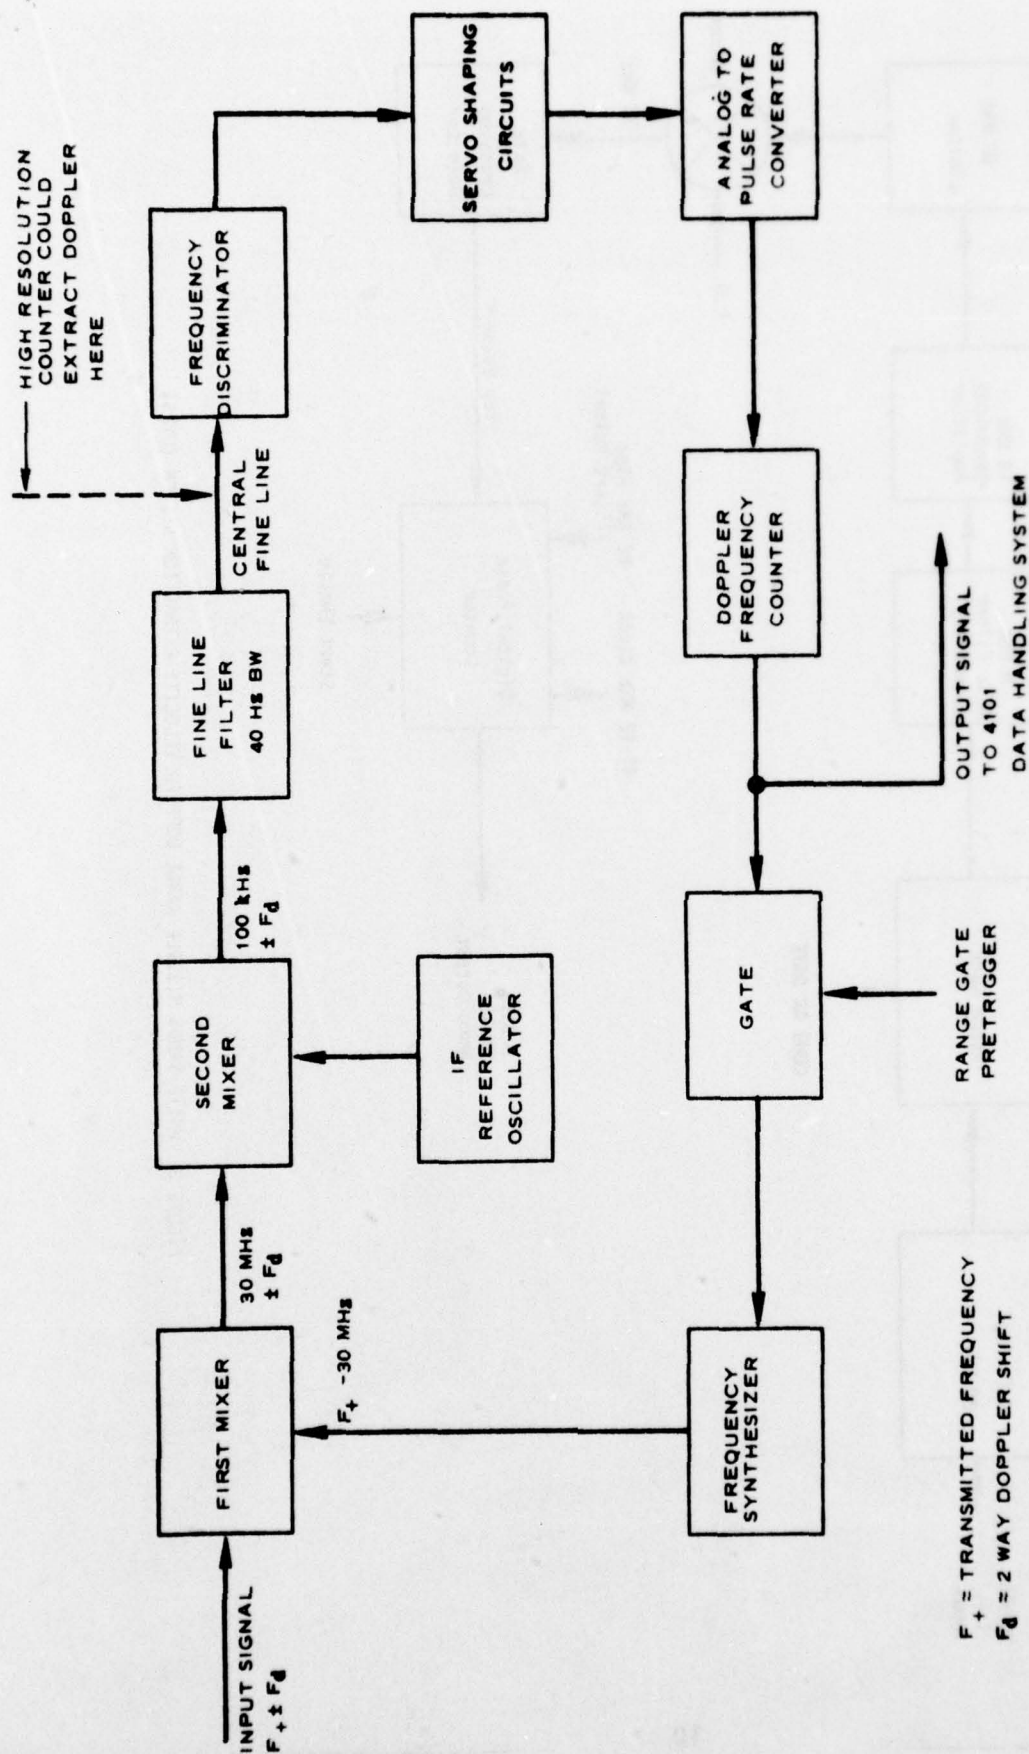 HIGH RESOLUTION
COUNTER COULD
EXTRACT DOPPLER
HERE
INPUT SIGNAL
F+ ± Fd
FIRST MIXER
30 MHz
± Fd
SECOND
MIXER
100 kHz
± Fd
FINE LINE
FILTER
40 Hz BW
CENTRAL
FINE LINE
FREQUENCY
DISCRIMINATOR
F+ -30 MHz
IF
REFERENCE
OSCILLATOR
SERVO SHAPING
CIRCUITS
FREQUENCY
SYNTHESIZER
GATE
DOPPLER
FREQUENCY
COUNTER
ANALOG TO
PULSE RATE
CONVERTER
RANGE GATE
PRETRIGGER
OUTPUT SIGNAL
TO 4101
DATA HANDLING SYSTEM
F+ = TRANSMITTED FREQUENCY
Fd = 2 WAY DOPPLER SHIFT